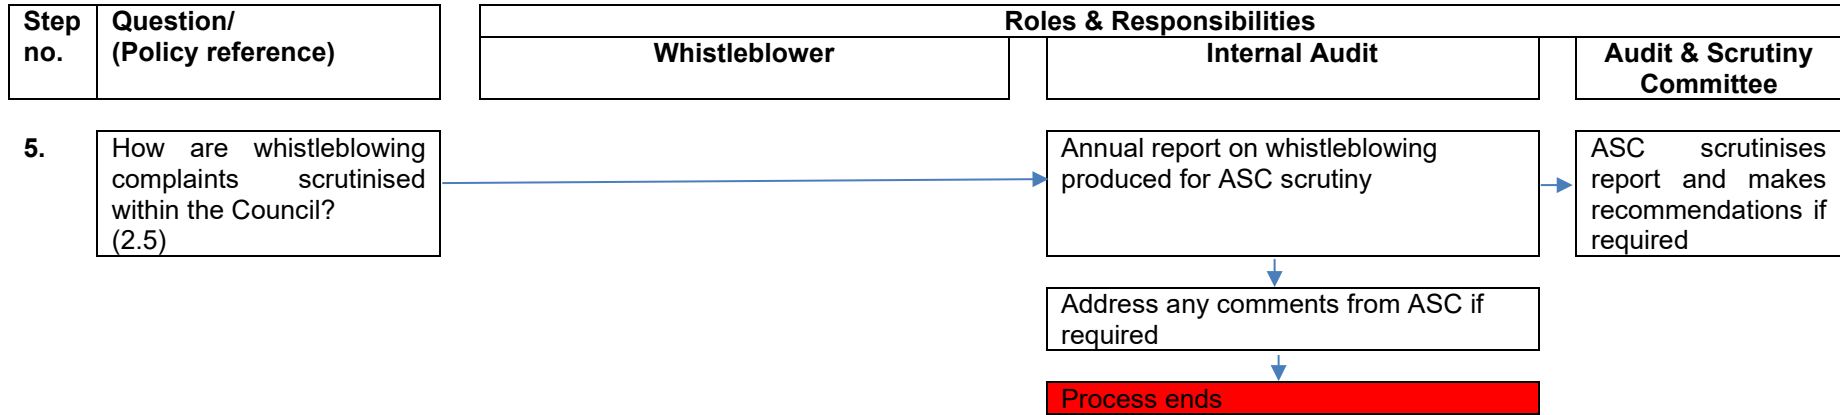 Step no.
Question/
(Policy reference)
Roles & Responsibilities
Whistleblower
Internal Audit
Audit & Scrutiny
Committee
5.
How are whistleblowing
complaints scrutinised
within the Council?
(2.5)
Annual report on whistleblowing
produced for ASC scrutiny
ASC scrutinises
report and makes
recommendations if
required
Address any comments from ASC if
required
Process ends